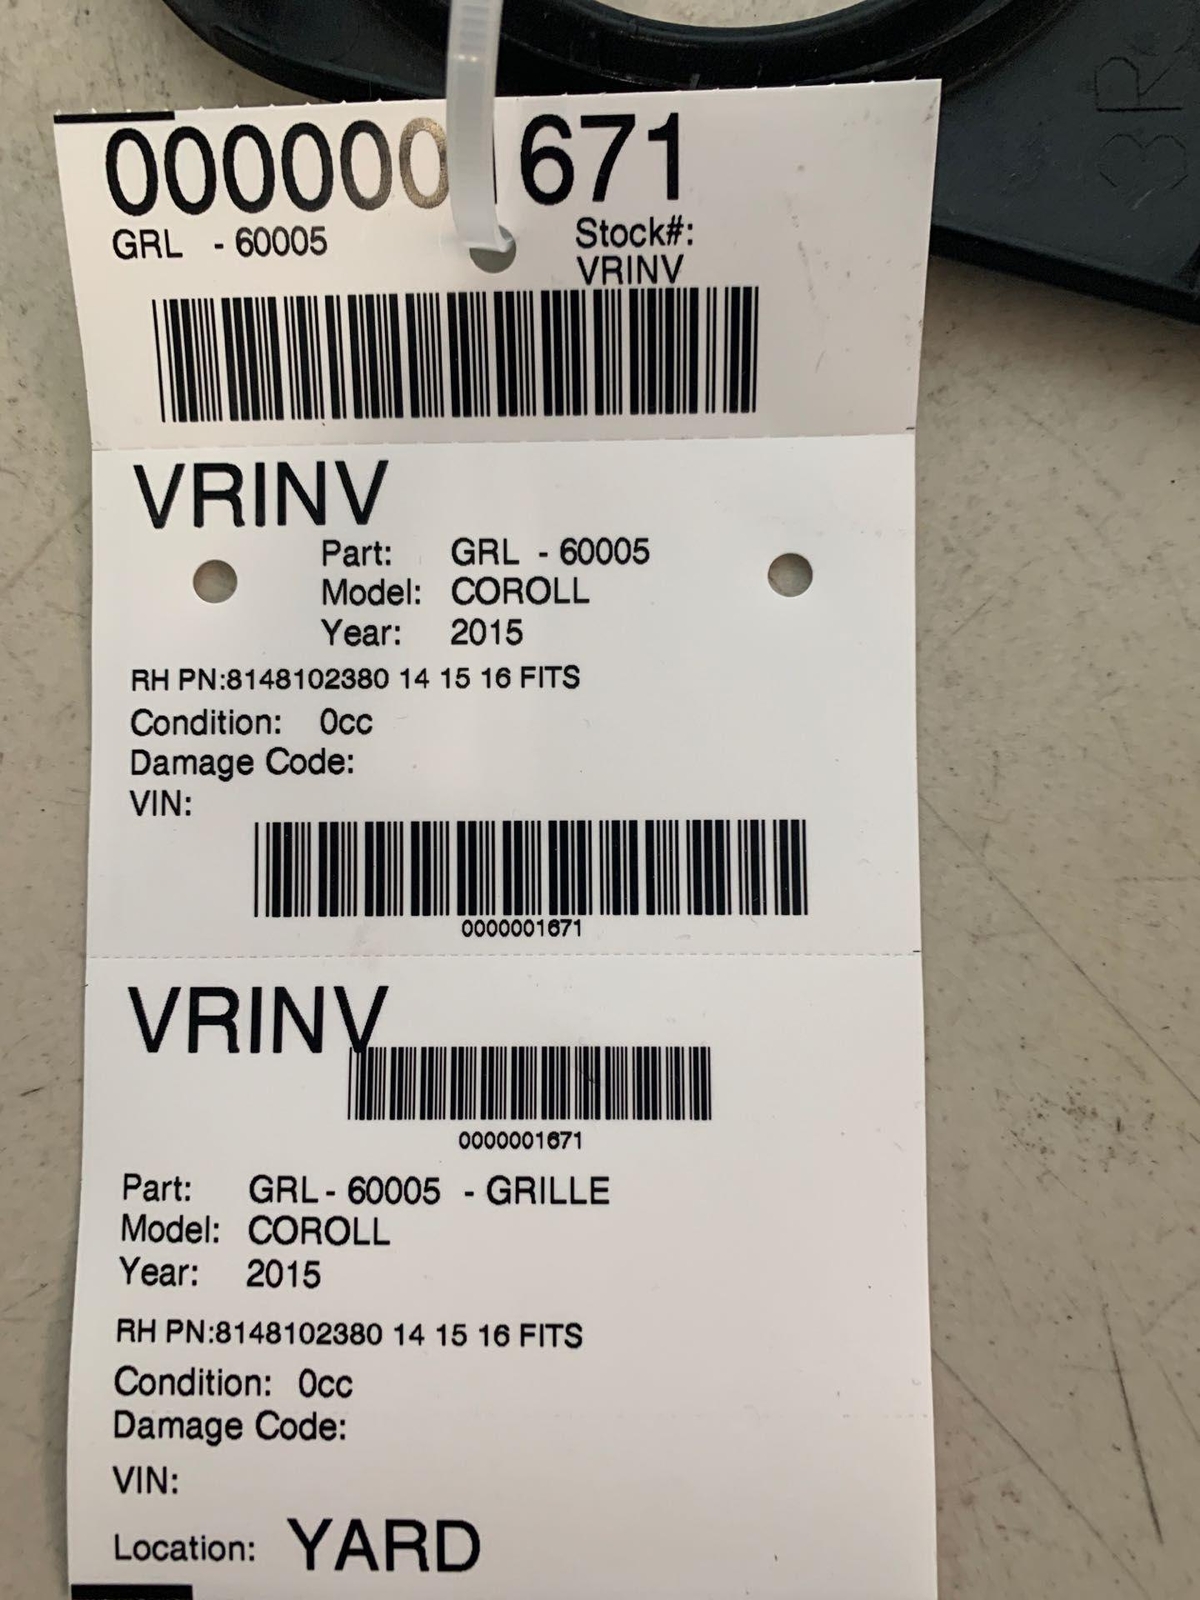 0000001671
GRL - 60005
Stock#:
VRINV
VRINV
Part: GRL - 60005
Model: COROLL
Year: 2015
RH PN:8148102380 14 15 16 FITS
Condition: 0cc
Damage Code:
VIN:
0000001671
VRINV
0000001671
Part: GRL - 60005 - GRILLE
Model: COROLL
Year: 2015
RH PN:8148102380 14 15 16 FITS
Condition: 0cc
Damage Code:
VIN:
Location: YARD